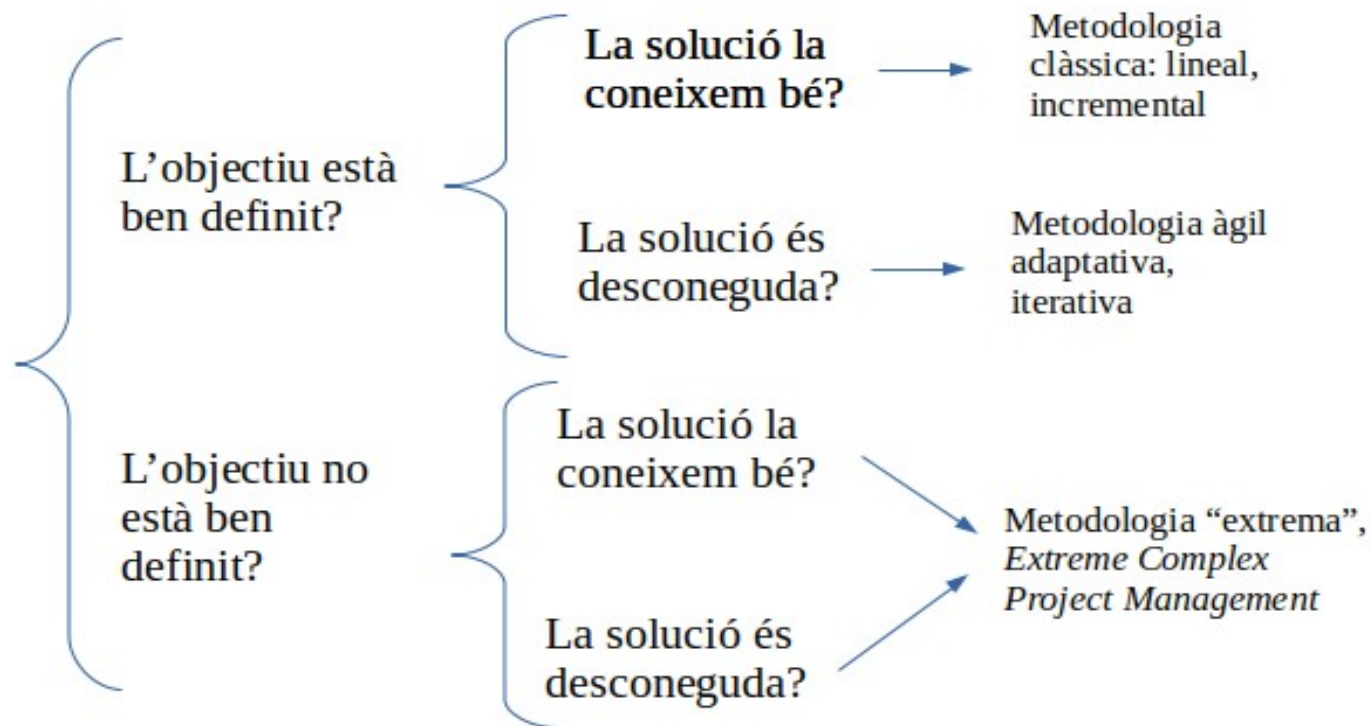 L’objectiu està
ben definit?
La solució la
coneixem bé?
Metodologia
clàssica: lineal,
incremental
La solució és
desconeguda?
Metodologia àgil
adaptativa,
iterativa
L’objectiu no
està ben
definit?
La solució la
coneixem bé?
La solució és
desconeguda?
Metodologia “extrema”,
Extreme Complex
Project Management